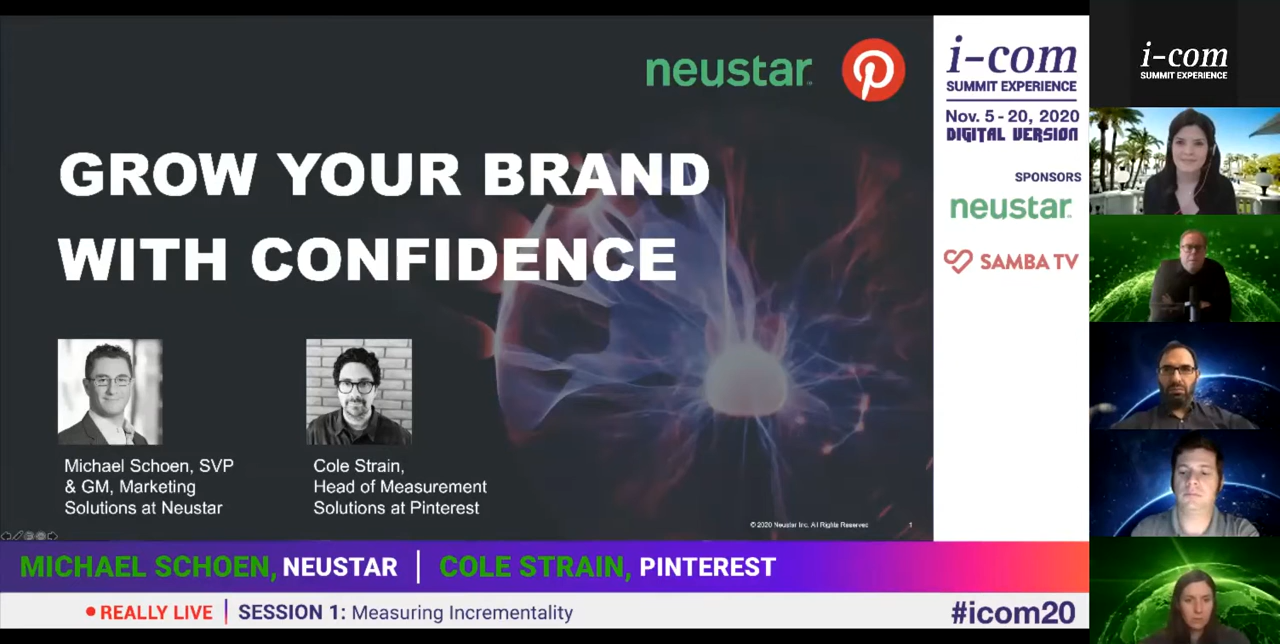 neustar
GROW YOUR BRAND
WITH CONFIDENCE
Michael Schoen, SVP
& GM, Marketing
Solutions at Neustar
Cole Strain,
Head of Measurement
Solutions at Pinterest
© 2020 Neustar Inc. All Rights Reserved
1
i-com
SUMMIT EXPERIENCE
Nov. 5 - 20, 2020
DIGITAL VERSION
SPONSORS
neustar
SAMBA TV
i-com
SUMMIT EXPERIENCE
MICHAEL SCHOEN, NEUSTAR | COLE STRAIN, PINTEREST
REALLY LIVE | SESSION 1: Measuring Incrementality
#icom20